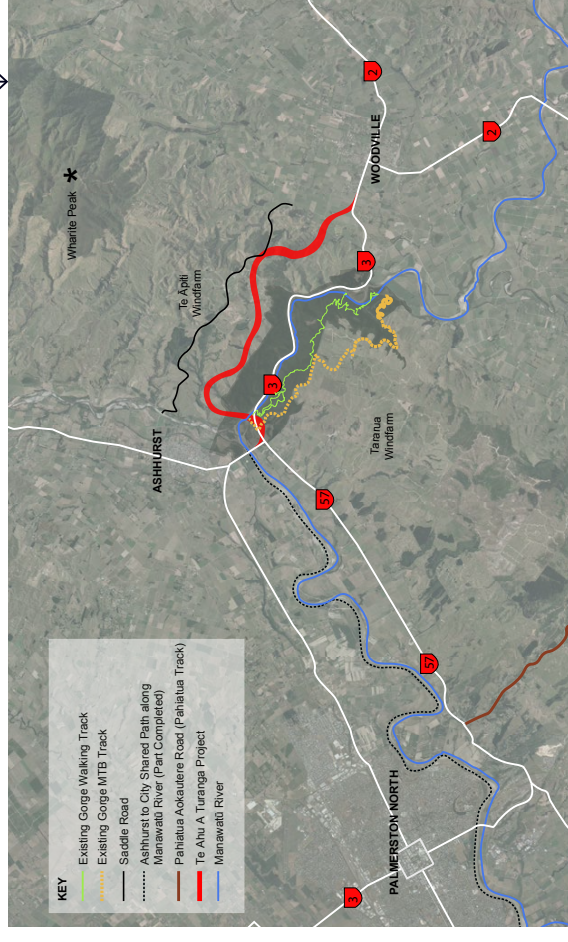 KEY
Existing Gorge Walking Track
Existing Gorge MTB Track
Saddle Road
Ashhurst to City Shared Path along
Manawatū River (Part Completed)
Pahiatua Aokautere Road (Pahiatua Track)
Te Ahu A Turanga Project
Manawatū River
PALMERSTON NORTH
3
57
57
ASHHURST
3
Te Āpiti
Windfarm
Tararua
Windfarm
Wharite Peak
*
3
WOODVILLE
2
2